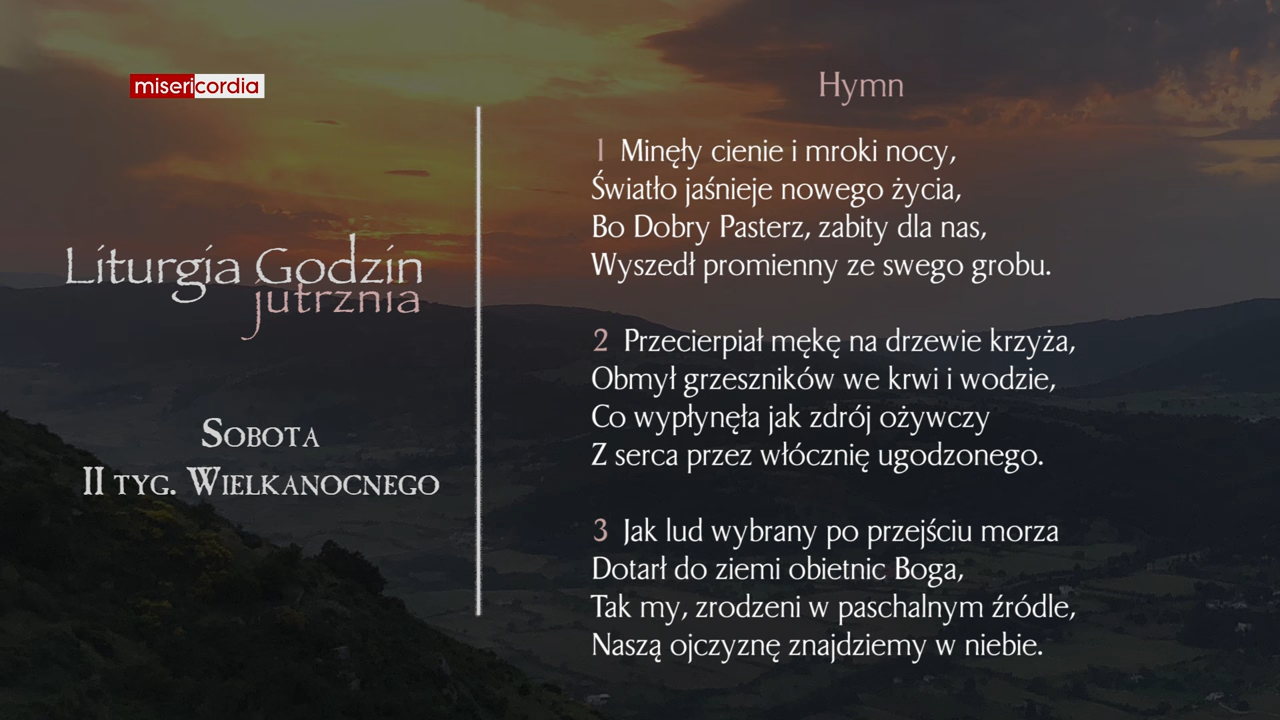 misericordia
Liturgia Godzin
jutrznia
Sobota
II tyg. Wielkanocnego
Hymn
1 Minęły cienie i mroki nocy,
Światło jaśnieje nowego życia,
Bo Dobry Pasterz, zabity dla nas,
Wyszedł promienny ze swego grobu.
2 Przecierpiał mękę na drzewie krzyża,
Obmył grzeszników we krwi i wodzie,
Co wypłynęła jak zdrój ożywczy
Z serca przez włócznię ugodzonego.
3 Jak lud wybrany po przejściu morza
Dotarł do ziemi obietnic Boga,
Tak my, zrodzeni w paschalnym źródle,
Naszą ojczyznę znajdziemy w niebie.